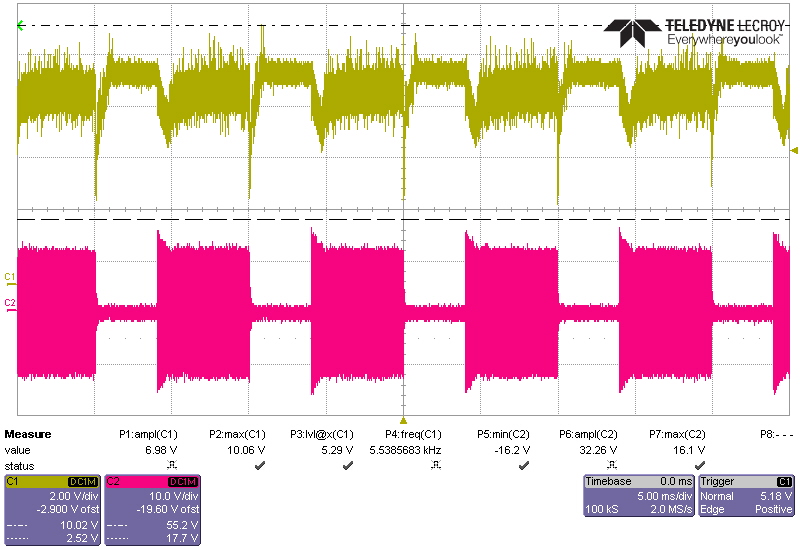 TELEDYNE LECROY
Everywhereyoulook™
C1
C2
Measure P1:ampl(C1) P2:max(C1) P3:lvl@x(C1) P4:freq(C1) P5:min(C2) P6:ampl(C2) P7:max(C2) P8:- - -
value 6.98 V 10.06 V 5.29 V 5.5385683 kHz -16.2 V 32.26 V 16.1 V
status
C1 DC1M
2.00 V/div
-2.900 V ofst
10.02 V
2.52 V
C2 DC1M
10.0 V/div
-19.60 V ofst
55.2 V
17.7 V
Timebase 0.0 ms
5.00 ms/div
100 kS 2.0 MS/s
Trigger C1
Normal 5.18 V
Edge Positive